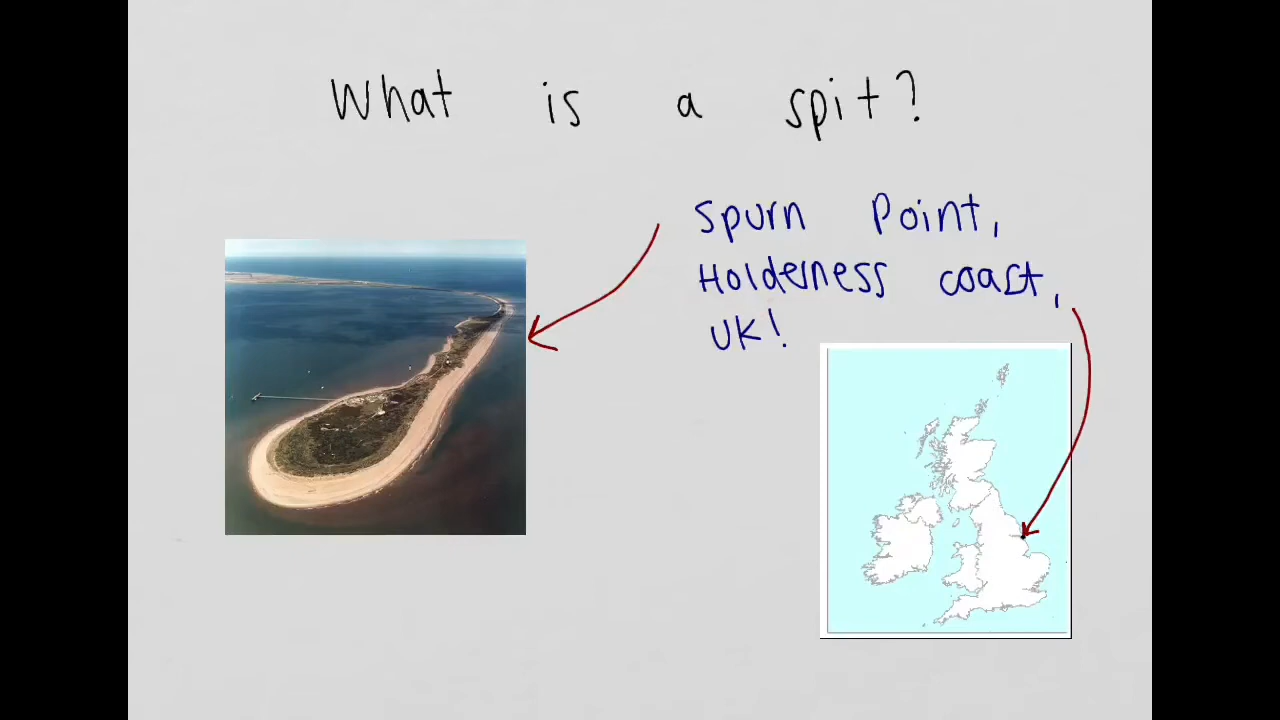 What is a spit?
Spurn Point,
Holderness coast,
UK!